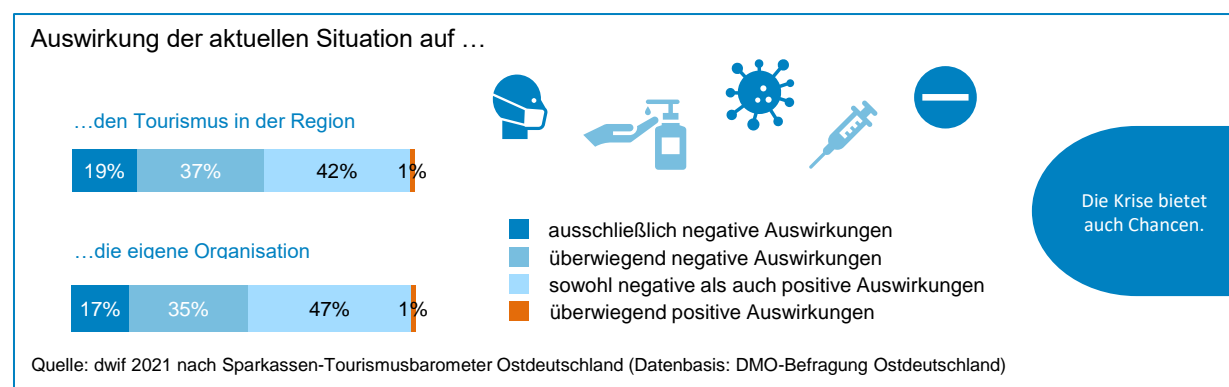 Auswirkung der aktuellen Situation auf …
…den Tourismus in der Region
19% 37% 42% 1%
…die eigene Organisation
17% 35% 47% 1%
ausschließlich negative Auswirkungen
überwiegend negative Auswirkungen
sowohl negative als auch positive Auswirkungen
überwiegend positive Auswirkungen
Die Krise bietet
auch Chancen.
Quelle: dwif 2021 nach Sparkassen-Tourismusbarometer Ostdeutschland (Datenbasis: DMO-Befragung Ostdeutschland)